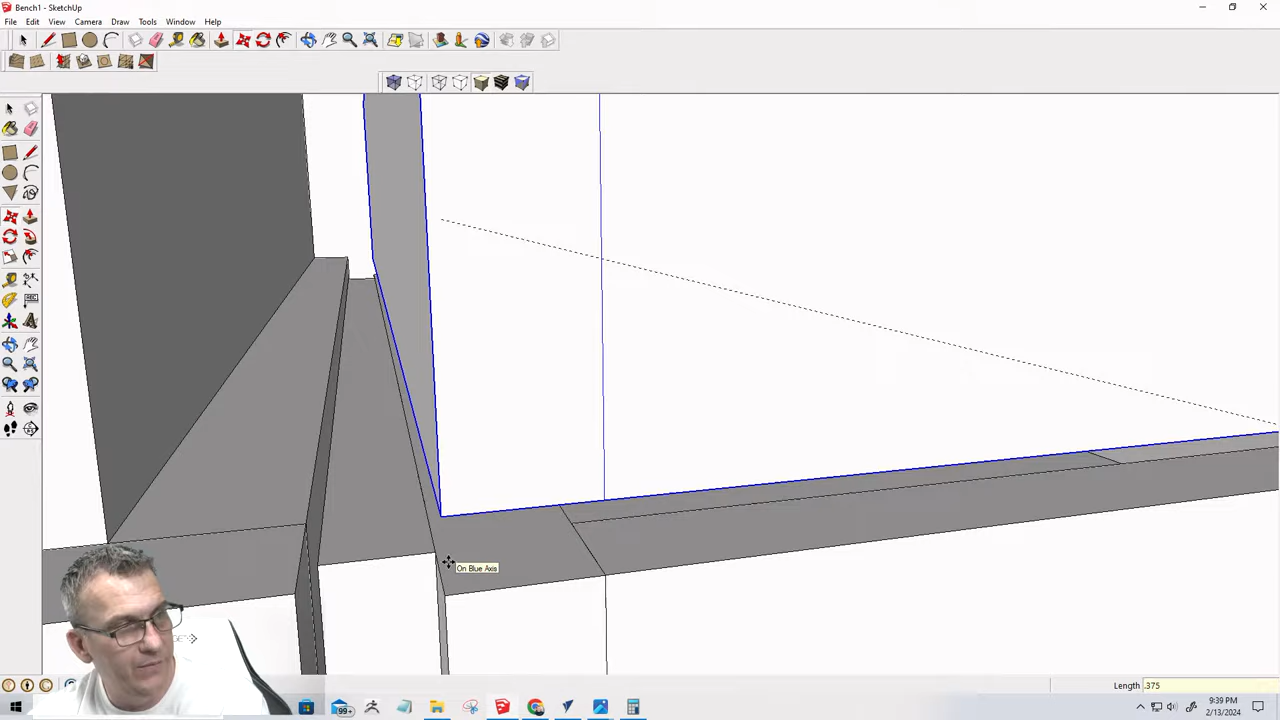 Bench1 - SketchUp
File Edit View Camera Draw Tools Window Help
On Blue Axis
Length .375
99+
9:39 PM
2/13/2024